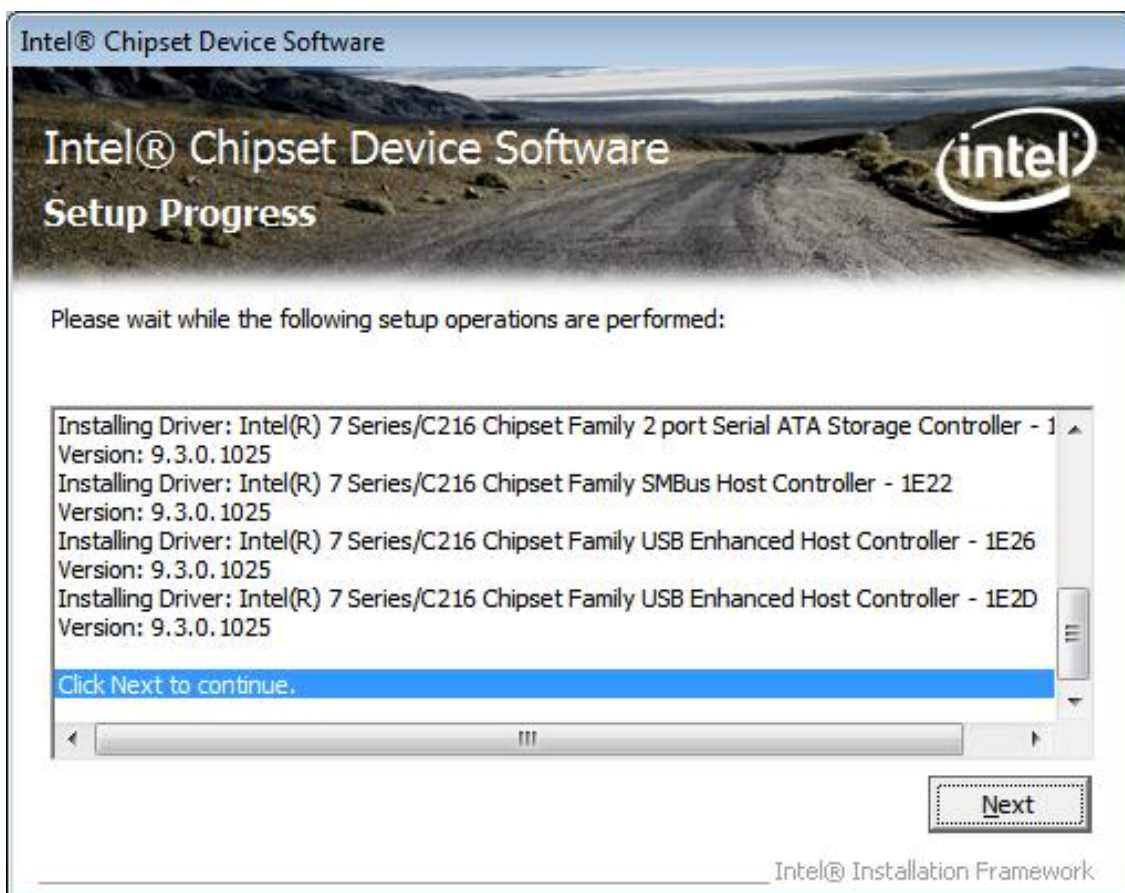 Intel® Chipset Device Software
Intel® Chipset Device Software
intel
Setup Progress
Please wait while the following setup operations are performed:
Installing Driver: Intel(R) 7 Series/C216 Chipset Family 2 port Serial ATA Storage Controller - 1
Version: 9.3.0.1025
Installing Driver: Intel(R) 7 Series/C216 Chipset Family SMBus Host Controller - 1E22
Version: 9.3.0.1025
Installing Driver: Intel(R) 7 Series/C216 Chipset Family USB Enhanced Host Controller - 1E26
Version: 9.3.0.1025
Installing Driver: Intel(R) 7 Series/C216 Chipset Family USB Enhanced Host Controller - 1E2D
Version: 9.3.0.1025
Click Next to continue.
Next
Intel® Installation Framework